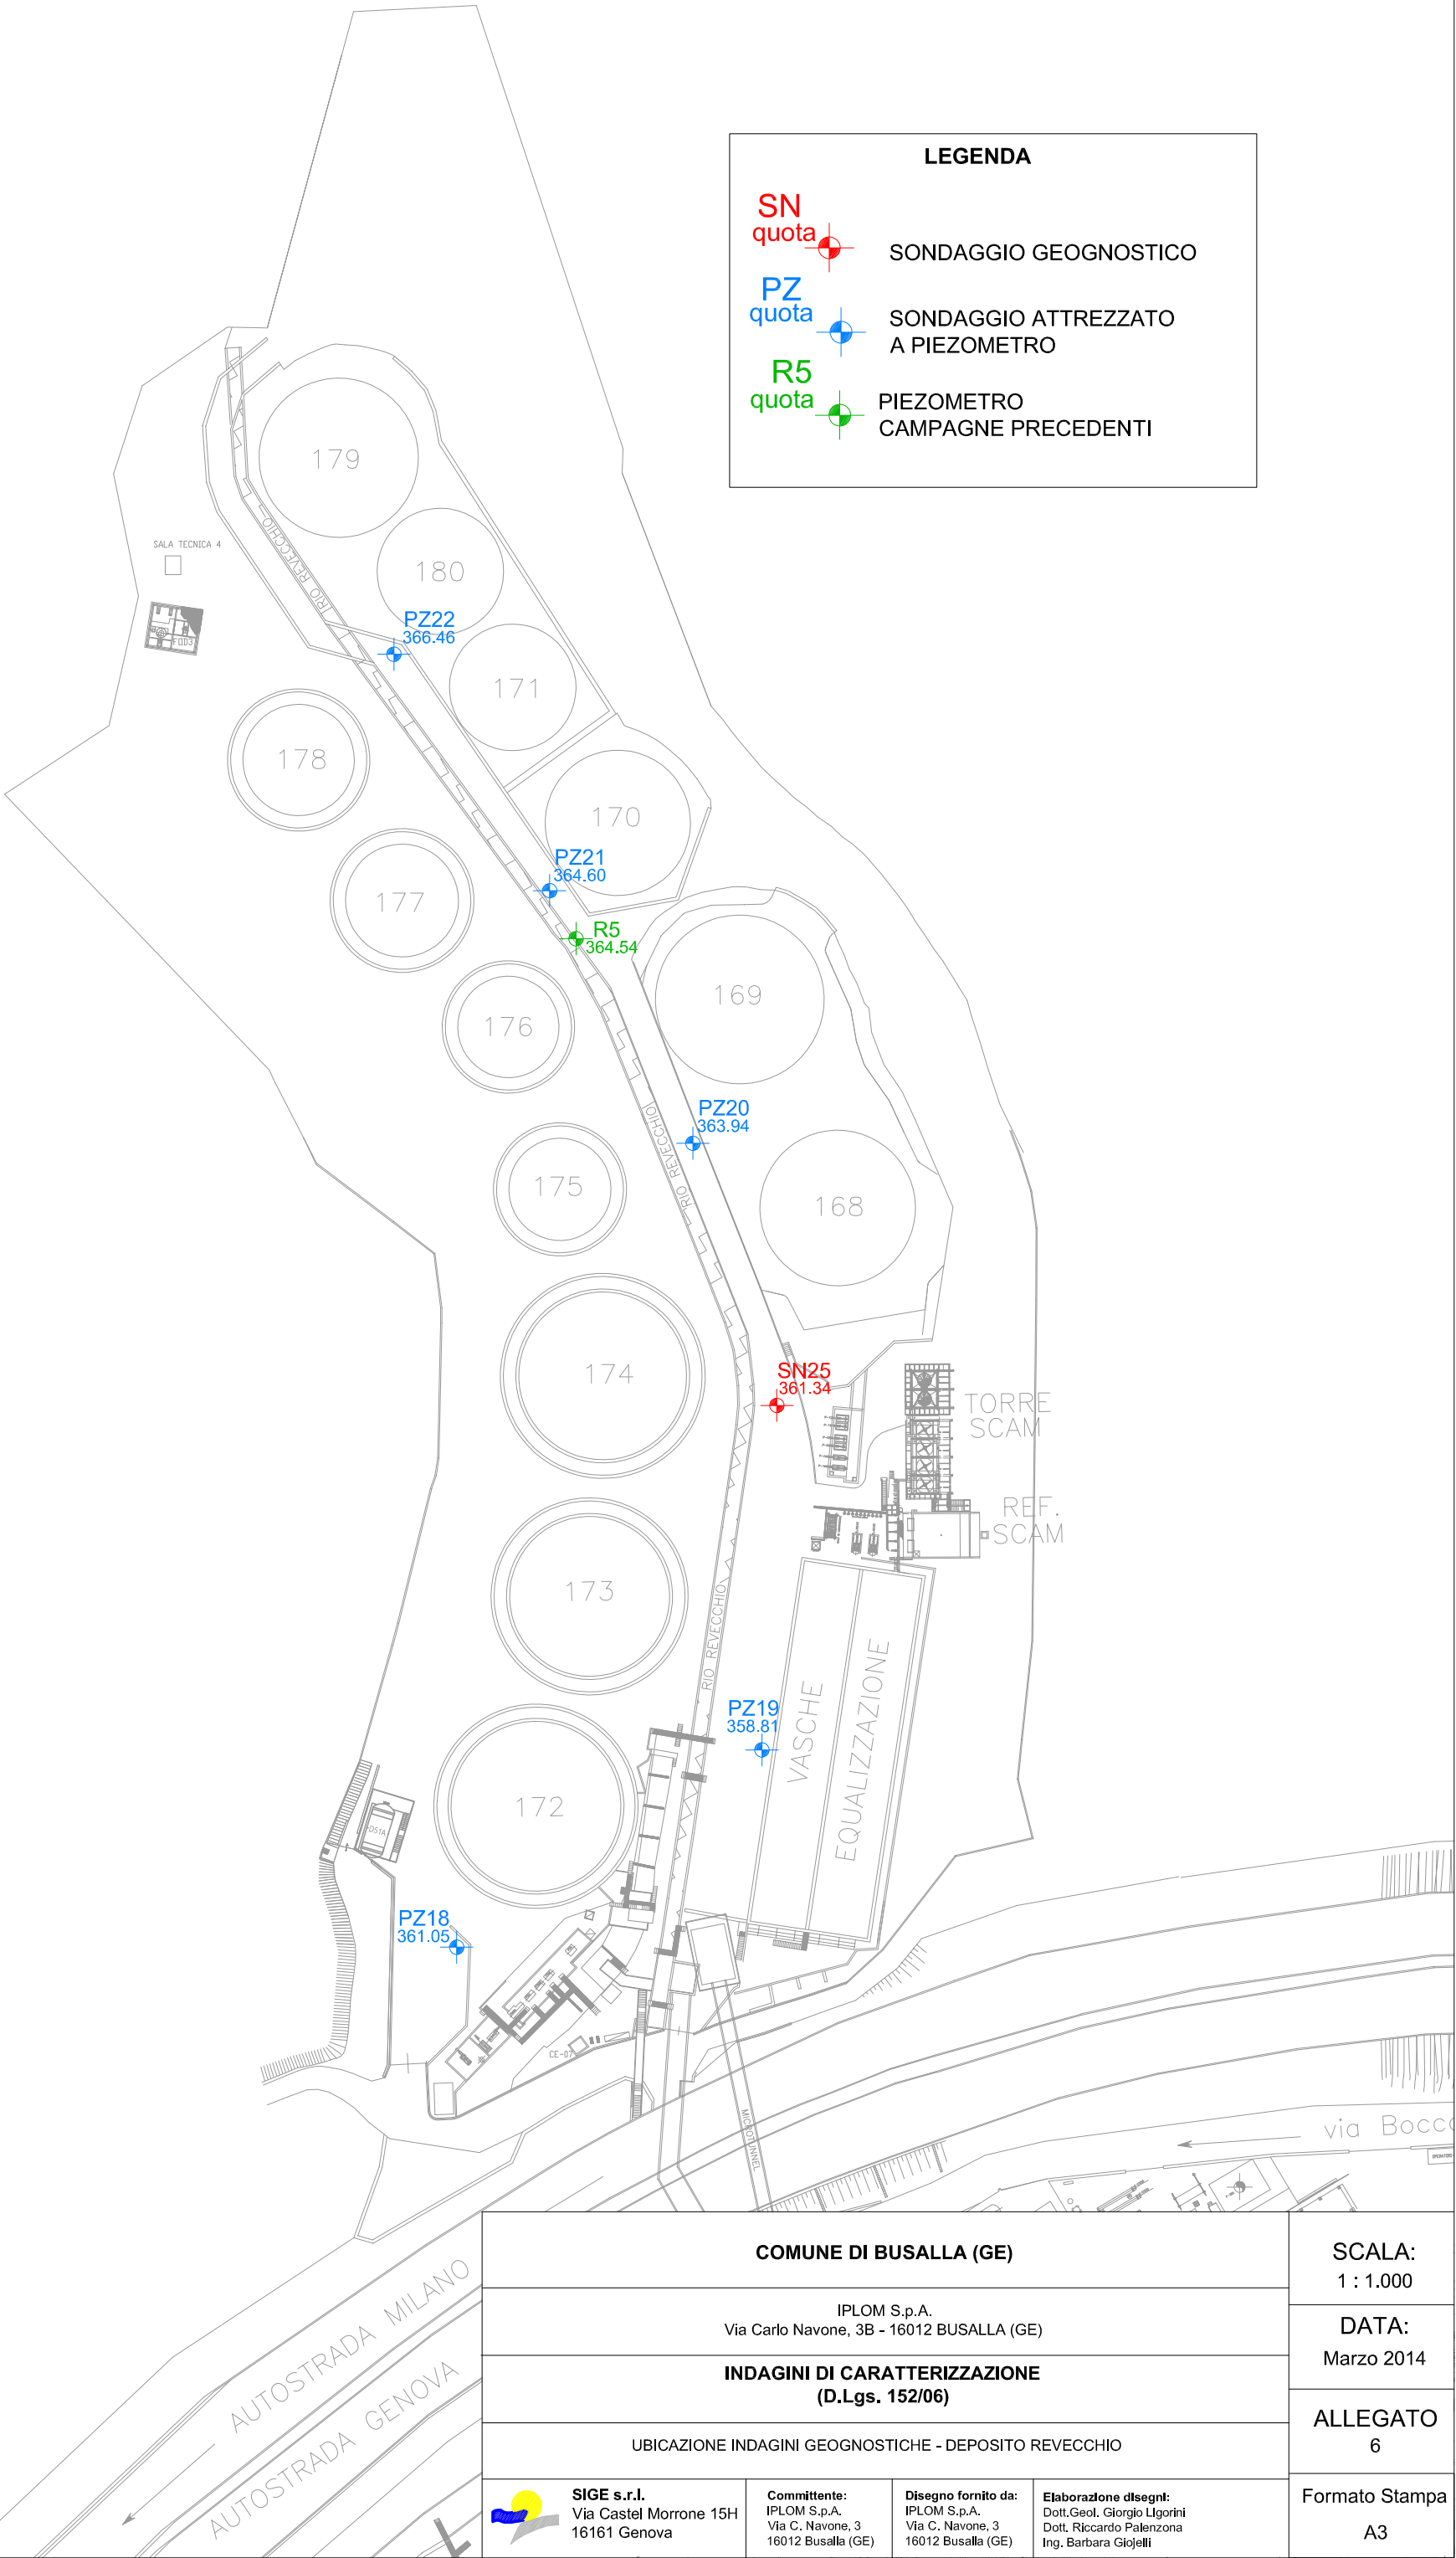 LEGENDA
SN
quota
SONDAGGIO GEOGNOSTICO
PZ
quota
SONDAGGIO ATTREZZATO
A PIEZOMETRO
R5
quota
PIEZOMETRO
CAMPAGNE PRECEDENTI
179
RIO REVECCHIO
SALA TECNICA 4
180
PZ22
366.46
171
178
170
PZ21
364.60
177
R5
364.54
169
176
PZ20
363.94
RIO REVECCHIO
175
168
174
SN25
361.34
TORRE
SCAM
REF.
SCAM
173
RIO REVECCHIO
PZ19
358.81
VASCHE
EQUALIZZAZIONE
172
D51A
PZ18
361.05
CE-07
MICROTUNNEL
via Bocc
AUTOSTRADA MILANO
AUTOSTRADA GENOVA
COMUNE DI BUSALLA (GE)
SCALA:
1 : 1.000
IPLOM S.p.A.
Via Carlo Navone, 3B - 16012 BUSALLA (GE)
DATA:
Marzo 2014
INDAGINI DI CARATTERIZZAZIONE
(D.Lgs. 152/06)
ALLEGATO
6
UBICAZIONE INDAGINI GEOGNOSTICHE - DEPOSITO REVECCHIO
SIGE s.r.l.
Via Castel Morrone 15H
16161 Genova
Committente:
IPLOM S.p.A.
Via C. Navone, 3
16012 Busalla (GE)
Disegno fornito da:
IPLOM S.p.A.
Via C. Navone, 3
16012 Busalla (GE)
Elaborazione disegni:
Dott.Geol. Giorgio Ligorini
Dott. Riccardo Palenzona
Ing. Barbara Giojelli
Formato Stampa
A3